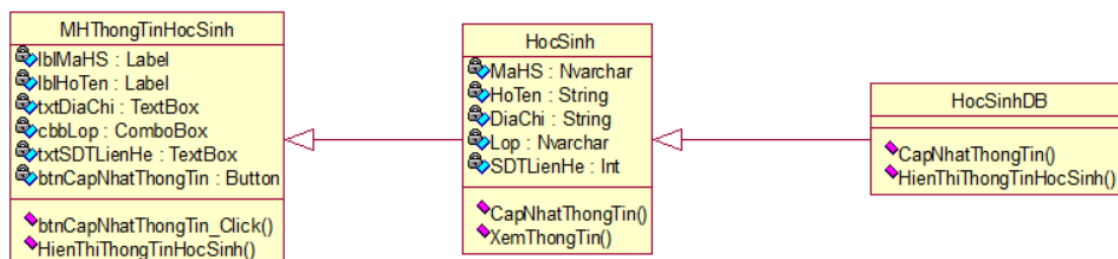 MHThongTinHocSinh
lblMaHS : Label
lblHoTen : Label
txtDiaChi : TextBox
cbbLop : ComboBox
txtSDTLienHe : TextBox
btnCapNhatThongTin : Button
btnCapNhatThongTin_Click()
HienThiThongTinHocSinh()
HocSinh
MaHS : Nvarchar
HoTen : String
DiaChi : String
Lop : Nvarchar
SDTLienHe : Int
CapNhatThongTin()
XemThongTin()
HocSinhDB
CapNhatThongTin()
HienThiThongTinHocSinh()